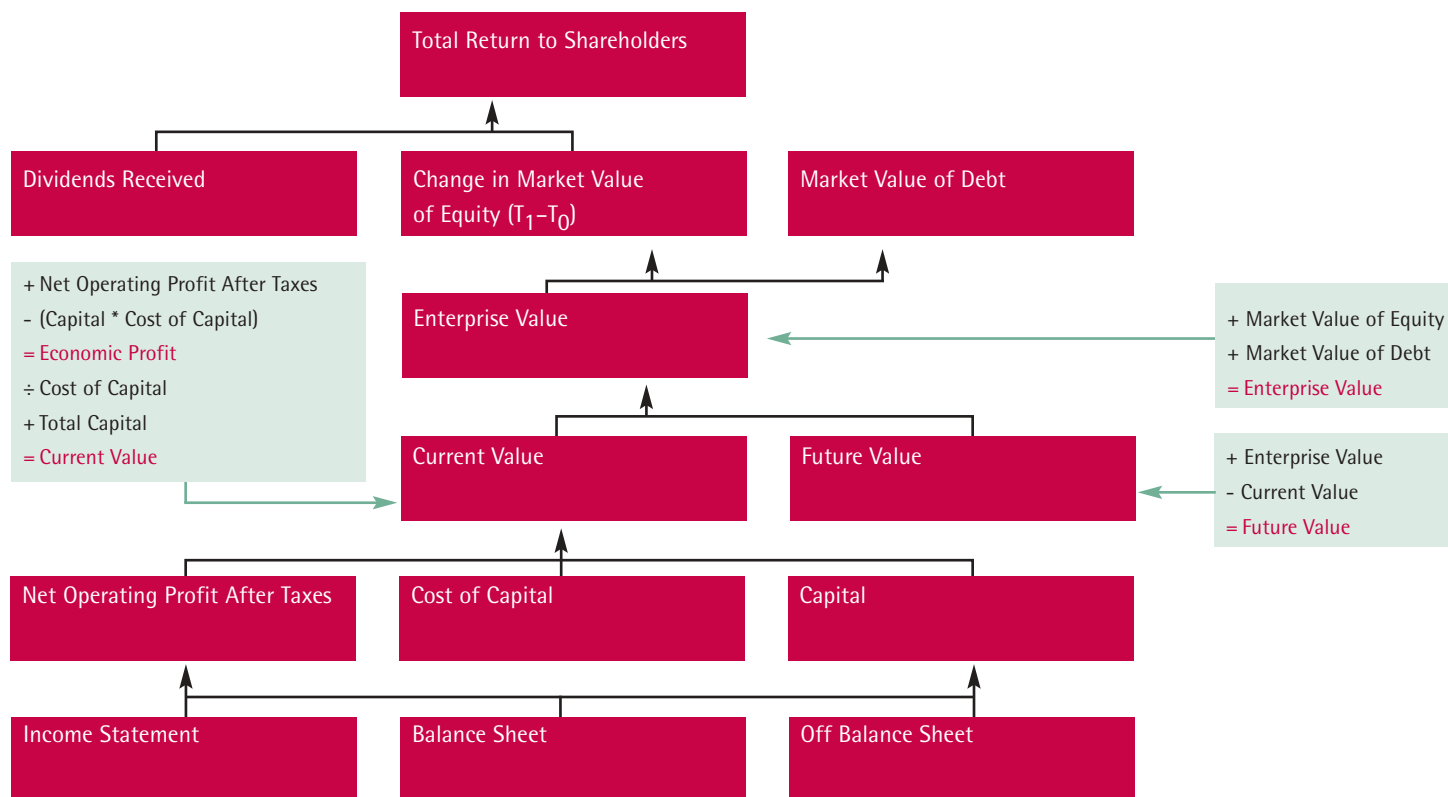 Total Return to Shareholders
Dividends Received
Change in Market Value
of Equity (T1–T0)
Market Value of Debt
+ Net Operating Profit After Taxes
- (Capital * Cost of Capital)
= Economic Profit
÷ Cost of Capital
+ Total Capital
= Current Value
Enterprise Value
+ Market Value of Equity
+ Market Value of Debt
= Enterprise Value
Current Value
Future Value
+ Enterprise Value
- Current Value
= Future Value
Net Operating Profit After Taxes
Cost of Capital
Capital
Income Statement
Balance Sheet
Off Balance Sheet